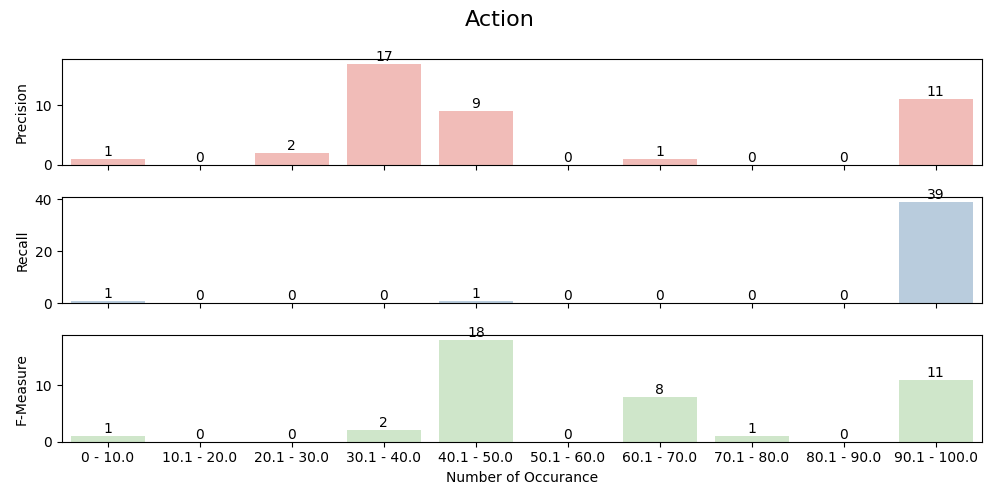 Action
Precision
10
0
1 0 2 17 9 0 1 0 0 11
Recall
40
20
0
1 0 0 0 1 0 0 0 0 39
F-Measure
10
0
1 0 0 2 18 0 8 1 0 11
0 - 10.0 10.1 - 20.0 20.1 - 30.0 30.1 - 40.0 40.1 - 50.0 50.1 - 60.0 60.1 - 70.0 70.1 - 80.0 80.1 - 90.0 90.1 - 100.0
Number of Occurance